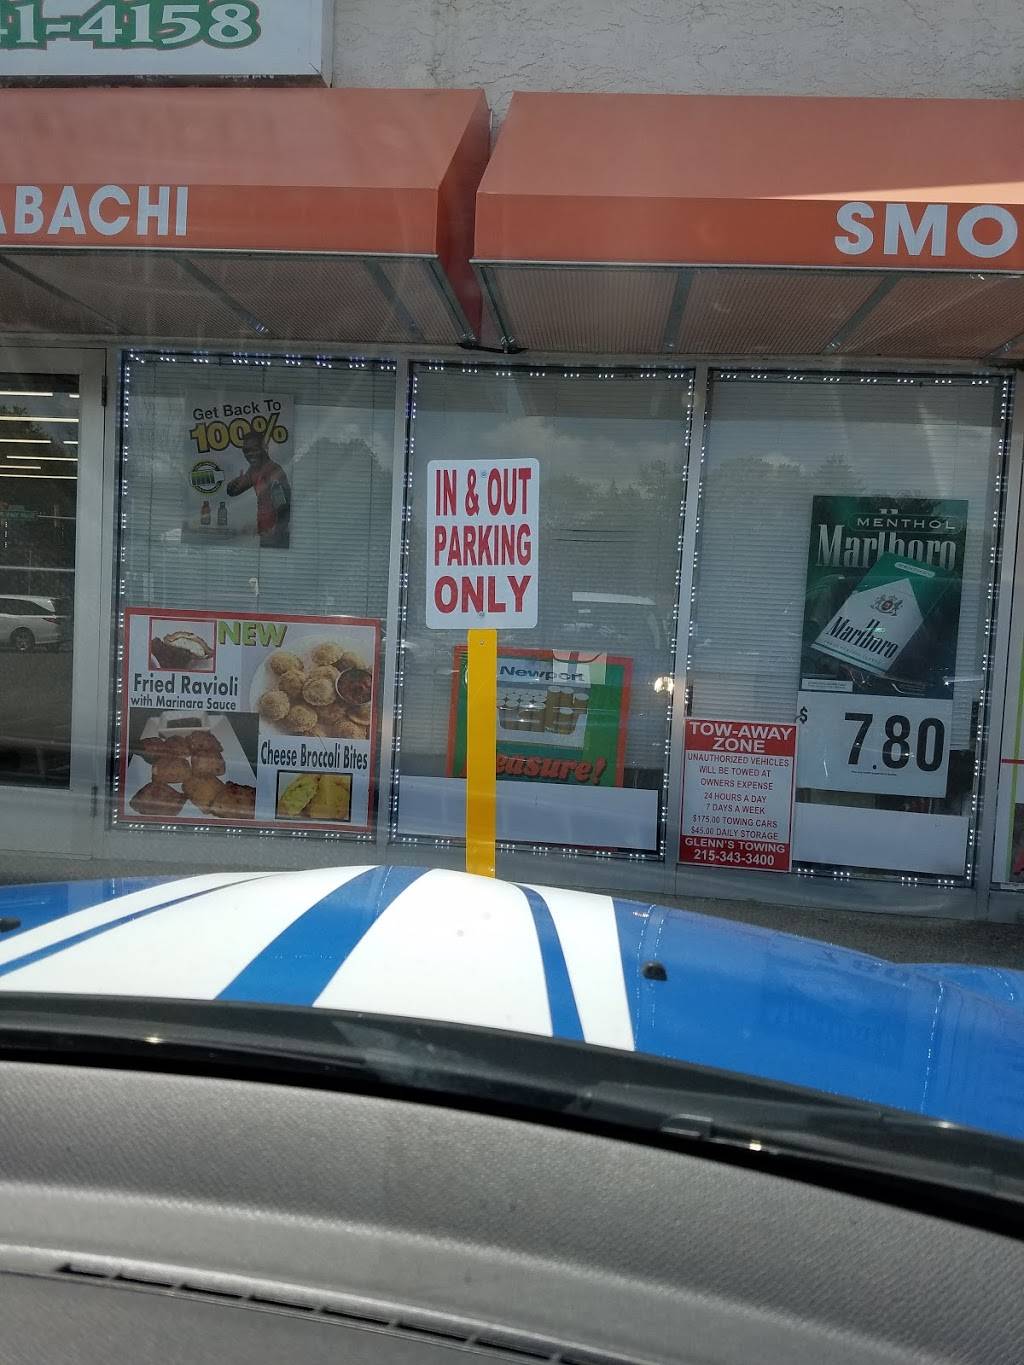 1-4158
ABACHI
SMO
Get Back To
100%
IN & OUT
PARKING
ONLY
MENTHOL
Marlboro
Marlboro
NEW
Fried Ravioli
with Marinara Sauce
Cheese Broccoli Bites
Newport
easure!
$ 7.80
TOW-AWAY
ZONE
UNAUTHORIZED VEHICLES
WILL BE TOWED AT
OWNERS EXPENSE
24 HOURS A DAY
7 DAYS A WEEK
$175.00 TOWING CARS
$45.00 DAILY STORAGE
GLENN'S TOWING
215-343-3400